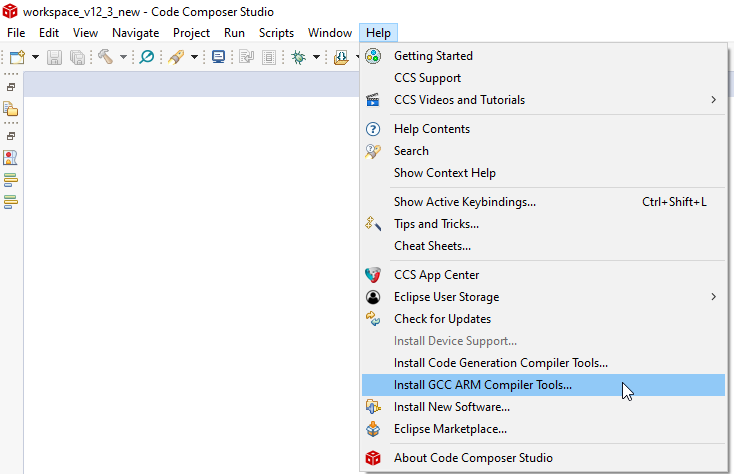 workspace_v12_3_new - Code Composer Studio
File Edit View Navigate Project Run Scripts Window Help
Getting Started
CCS Support
CCS Videos and Tutorials
Help Contents
Search
Show Context Help
Show Active Keybindings... Ctrl+Shift+L
Tips and Tricks...
Cheat Sheets...
CCS App Center
Eclipse User Storage
Check for Updates
Install Device Support...
Install Code Generation Compiler Tools...
Install GCC ARM Compiler Tools...
Install New Software...
Eclipse Marketplace...
About Code Composer Studio